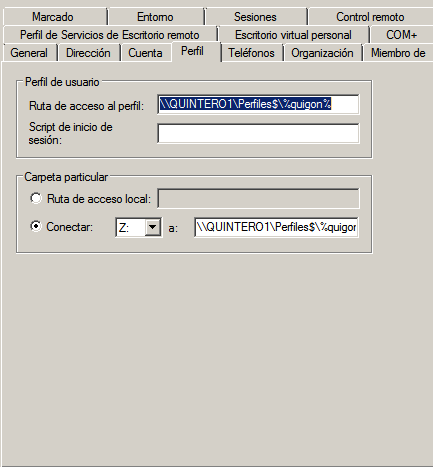 Marcado Entorno Sesiones Control remoto
Perfil de Servicios de Escritorio remoto Escritorio virtual personal COM+
General Dirección Cuenta Perfil Teléfonos Organización Miembro de
Perfil de usuario
Ruta de acceso al perfil: \\QUINTERO1\Perfiles$\%quigon%
Script de inicio de
sesión:
Carpeta particular
Ruta de acceso local:
Conectar: Z: a: \\QUINTERO1\Perfiles$\%quigon